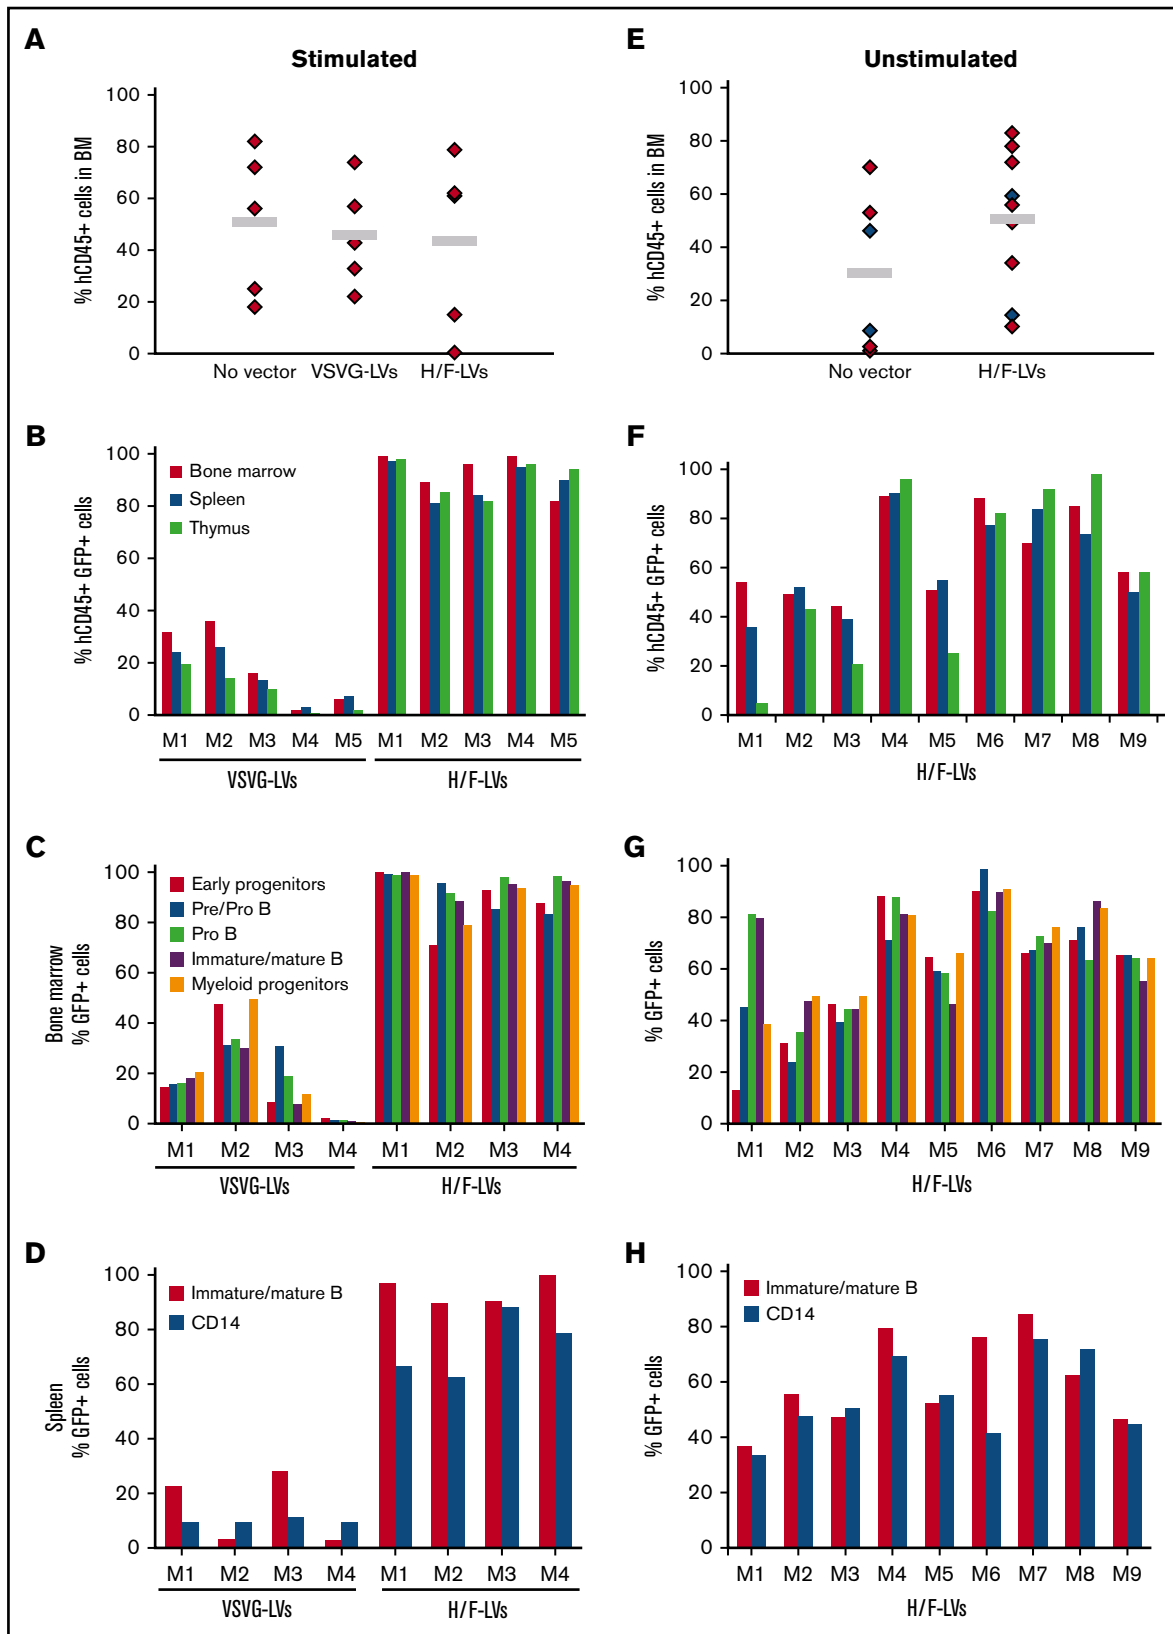 A
Stimulated
% hCD45+ cells in BM
100
80
60
40
20
0
No vector
VSVG-LVs
H/F-LVs
E
Unstimulated
% hCD45+ cells in BM
100
80
60
40
20
0
No vector
H/F-LVs
B
% hCD45+ GFP+ cells
100
80
60
40
20
0
Bone marrow
Spleen
Thymus
M1 M2 M3 M4 M5 M1 M2 M3 M4 M5
VSVG-LVs
H/F-LVs
F
% hCD45+ GFP+ cells
100
80
60
40
20
0
M1 M2 M3 M4 M5 M6 M7 M8 M9
H/F-LVs
C
Bone marrow
% GFP+ cells
100
80
60
40
20
0
Early progenitors
Pre/Pro B
Pro B
Immature/mature B
Myeloid progenitors
M1 M2 M3 M4 M1 M2 M3 M4
VSVG-LVs
H/F-LVs
G
% GFP+ cells
100
80
60
40
20
0
M1 M2 M3 M4 M5 M6 M7 M8 M9
H/F-LVs
D
Spleen
% GFP+ cells
100
80
60
40
20
0
Immature/mature B
CD14
M1 M2 M3 M4 M1 M2 M3 M4
VSVG-LVs
H/F-LVs
H
% GFP+ cells
100
80
60
40
20
0
Immature/mature B
CD14
M1 M2 M3 M4 M5 M6 M7 M8 M9
H/F-LVs